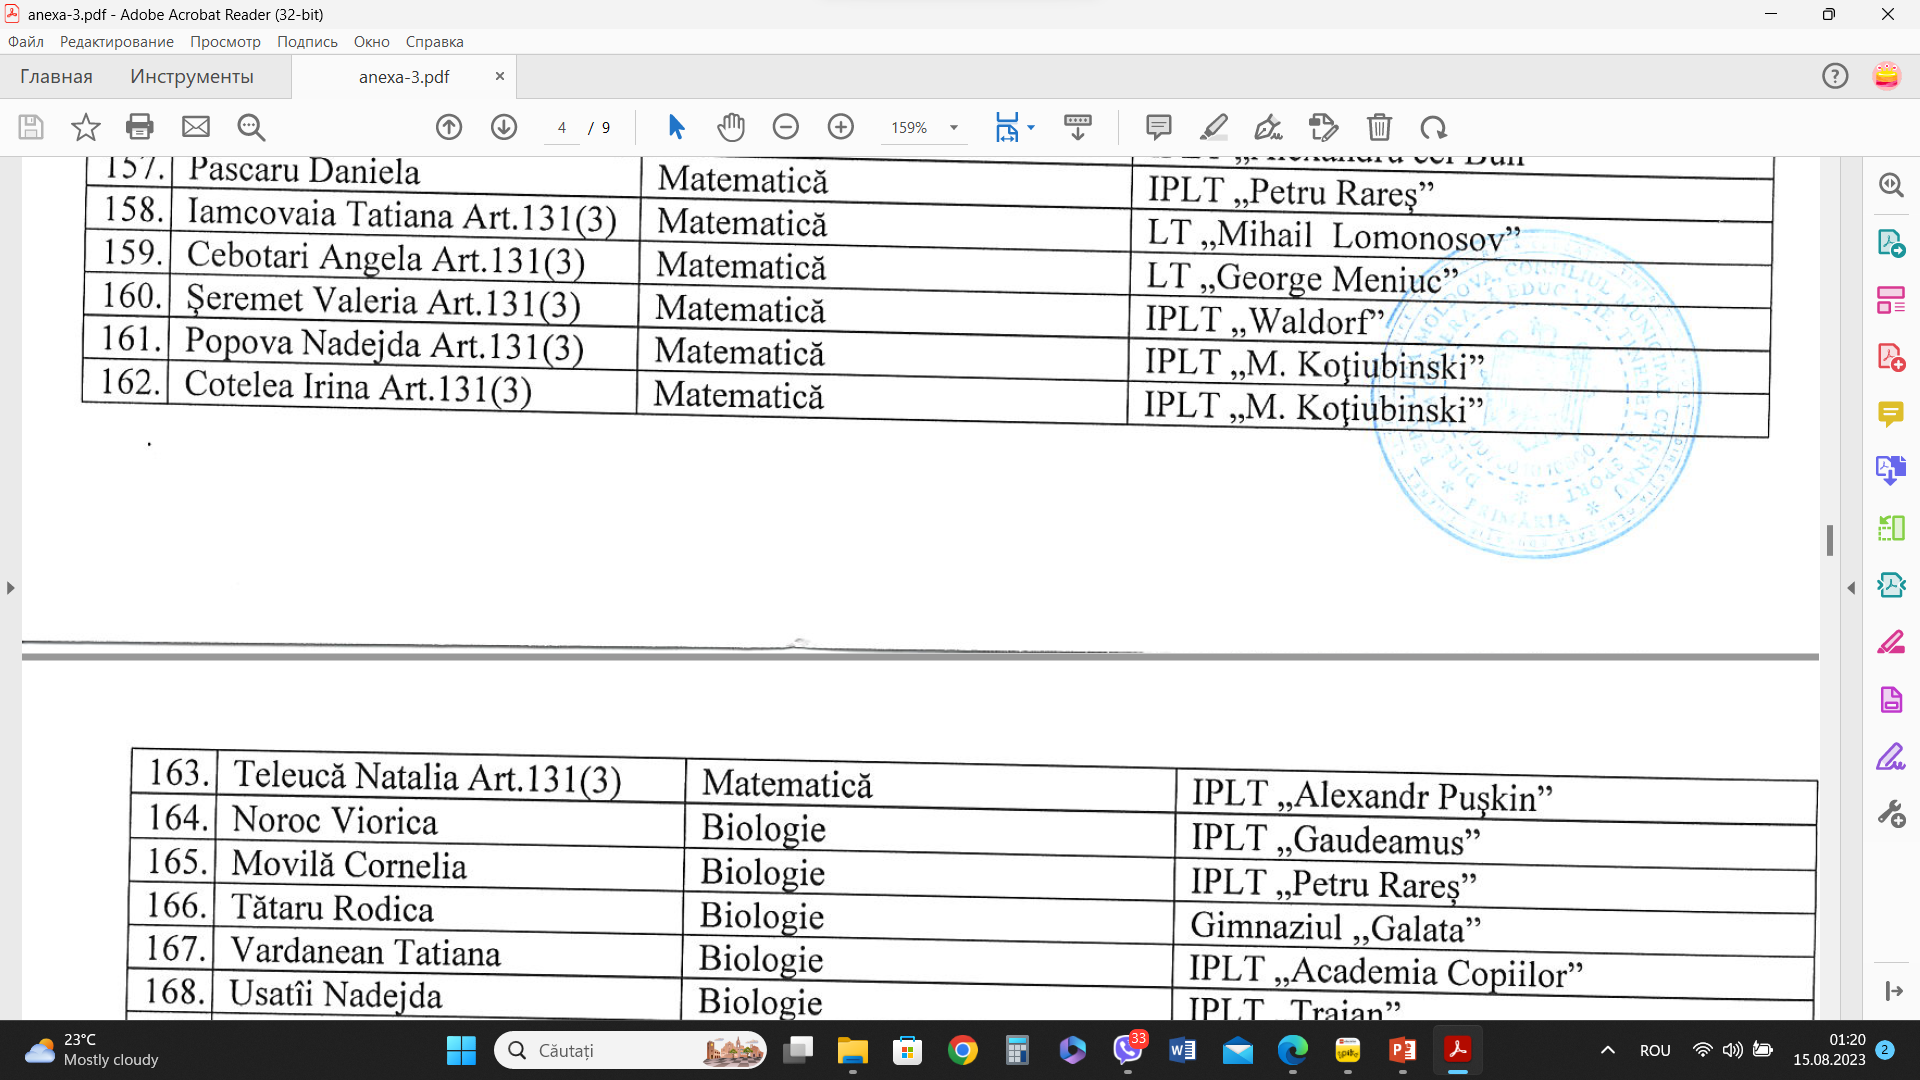 anexa-3.pdf - Adobe Acrobat Reader (32-bit)
Файл Редактирование Просмотр Подпись Окно Справка
Главная Инструменты anexa-3.pdf
4 / 9 159%
157. Pascaru Daniela Matematică IPLT „Petru Rareş”
158. Iamcovaia Tatiana Art.131(3) Matematică LT „Mihail Lomonosov”
159. Cebotari Angela Art.131(3) Matematică LT „George Meniuc”
160. Şeremet Valeria Art.131(3) Matematică IPLT „Waldorf”
161. Popova Nadejda Art.131(3) Matematică IPLT „M. Koţiubinski”
162. Cotelea Irina Art.131(3) Matematică IPLT „M. Koţiubinski”
163. Teleucă Natalia Art.131(3) Matematică IPLT „Alexandr Puşkin”
164. Noroc Viorica Biologie IPLT „Gaudeamus”
165. Movilă Cornelia Biologie IPLT „Petru Rareş”
166. Tătaru Rodica Biologie Gimnaziul „Galata”
167. Vardanean Tatiana Biologie IPLT „Academia Copiilor”
168. Usatîi Nadejda Biologie IPLT „Traian”
23°C
Mostly cloudy
Căutați
33
ROU
01:20
15.08.2023
2